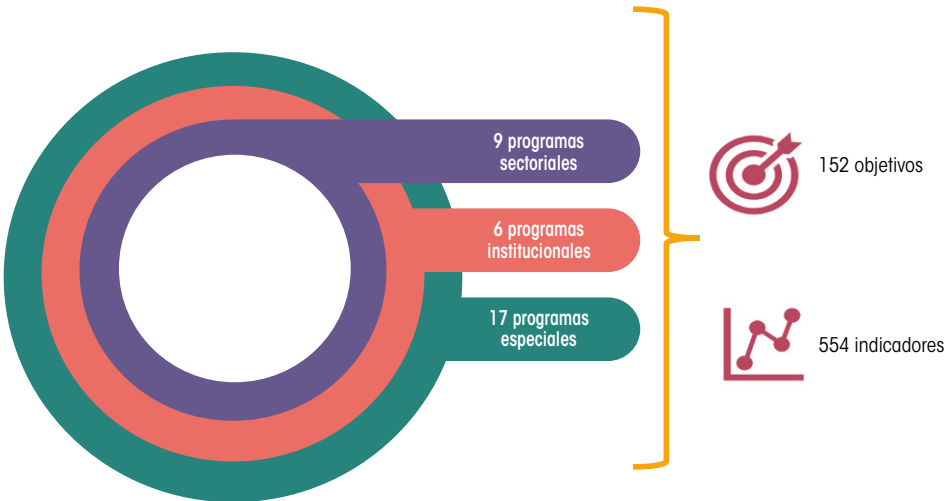 9 programas
sectoriales
6 programas
institucionales
17 programas
especiales
152 objetivos
554 indicadores